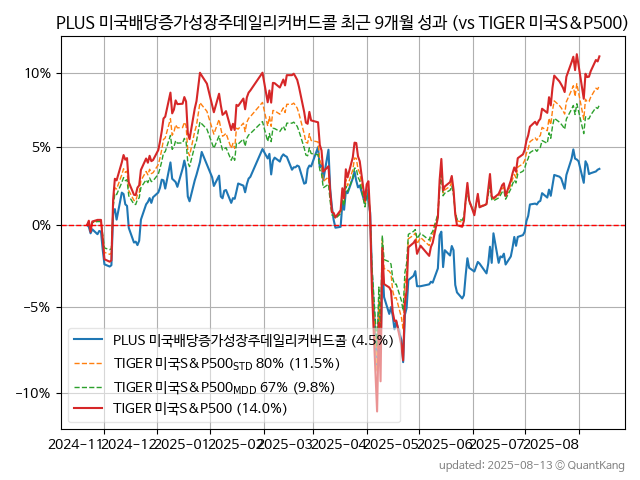 PLUS 미국배당증가성장주데일리커버드콜 최근 9개월 성과 (vs TIGER 미국S&P500)
10%
5%
0%
−5%
−10%
PLUS 미국배당증가성장주데일리커버드콜 (4.5%)
TIGER 미국S&P500STD 80% (11.5%)
TIGER 미국S&P500MDD 67% (9.8%)
TIGER 미국S&P500 (14.0%)
2024-11 2024-12 2025-01 2025-02 2025-03 2025-04 2025-05 2025-06 2025-07 2025-08
updated: 2025-08-13 © QuantKang